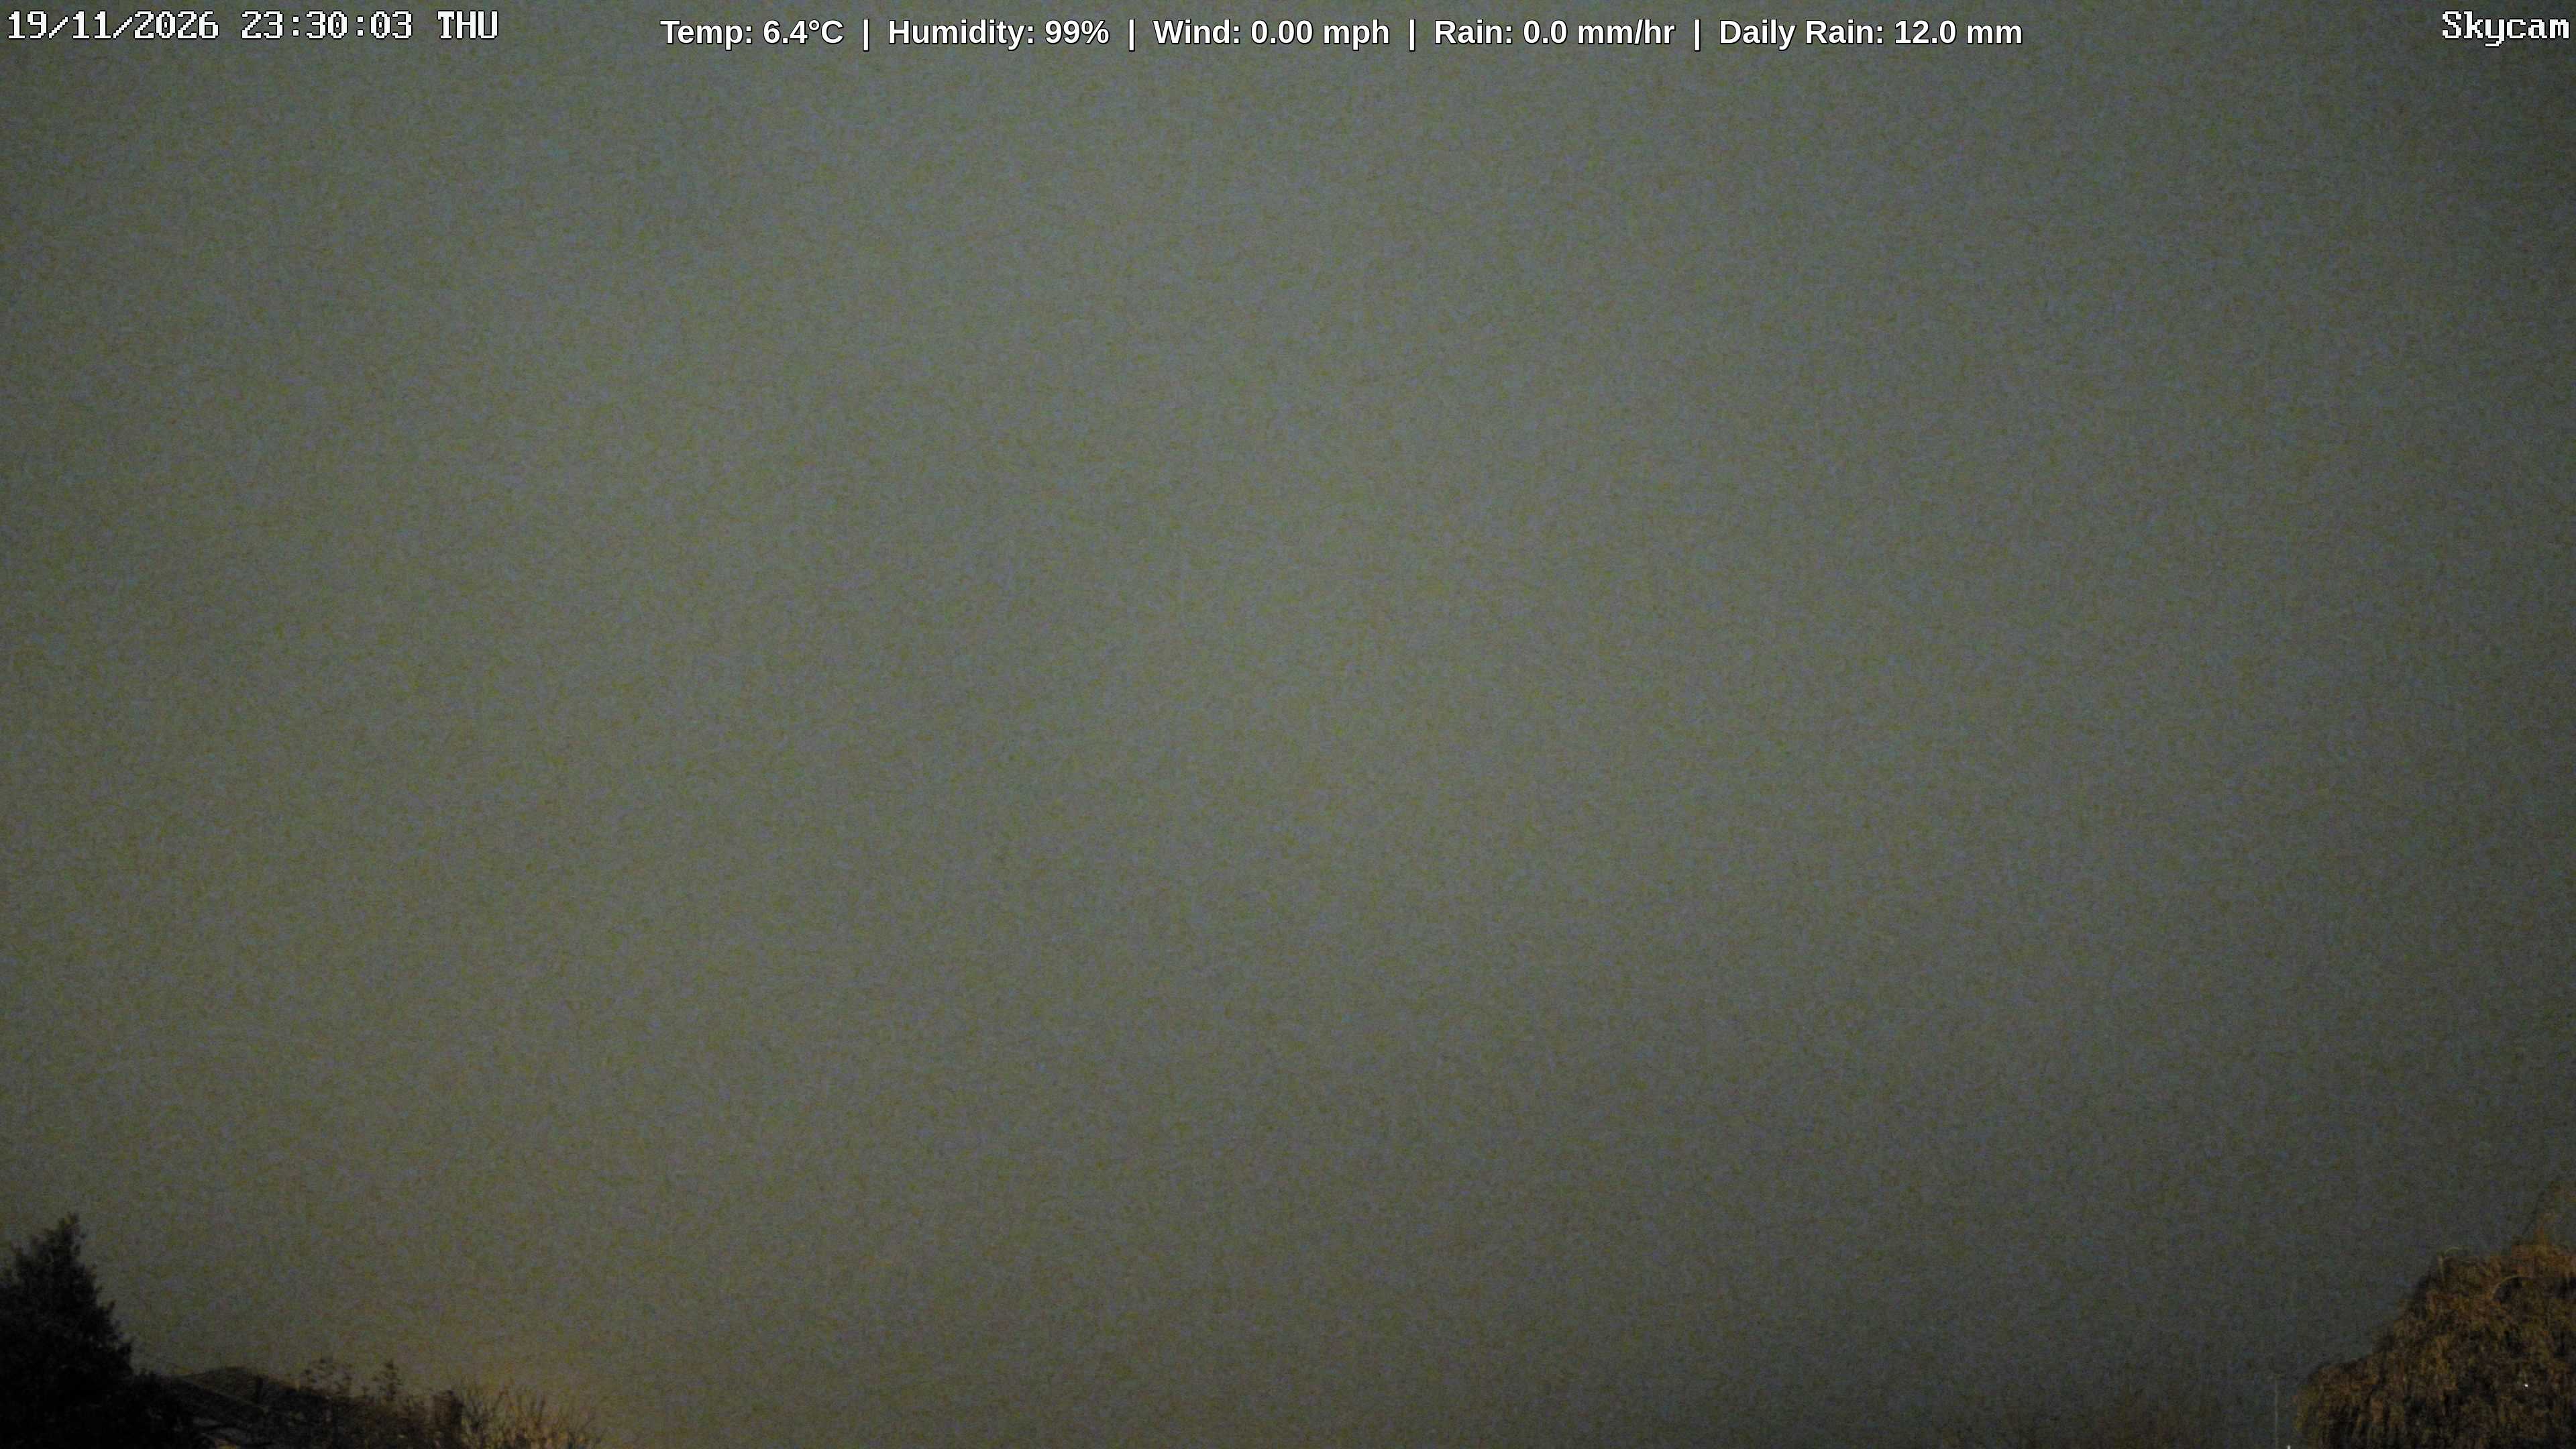 19/11/2026 23:30:03 THU
Temp: 6.4°C | Humidity: 99% | Wind: 0.00 mph | Rain: 0.0 mm/hr | Daily Rain: 12.0 mm
Skycam